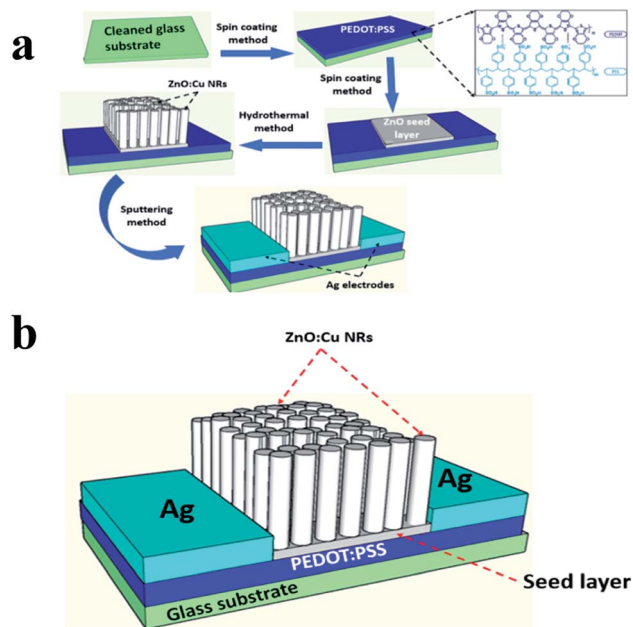 a
Cleaned glass
substrate
Spin coating
method
PEDOT:PSS
Spin coating
method
ZnO seed
layer
Hydrothermal
method
ZnO:Cu NRs
Sputtering
method
Ag electrodes
b
ZnO:Cu NRs
Ag
Ag
PEDOT:PSS
Seed layer
Glass substrate